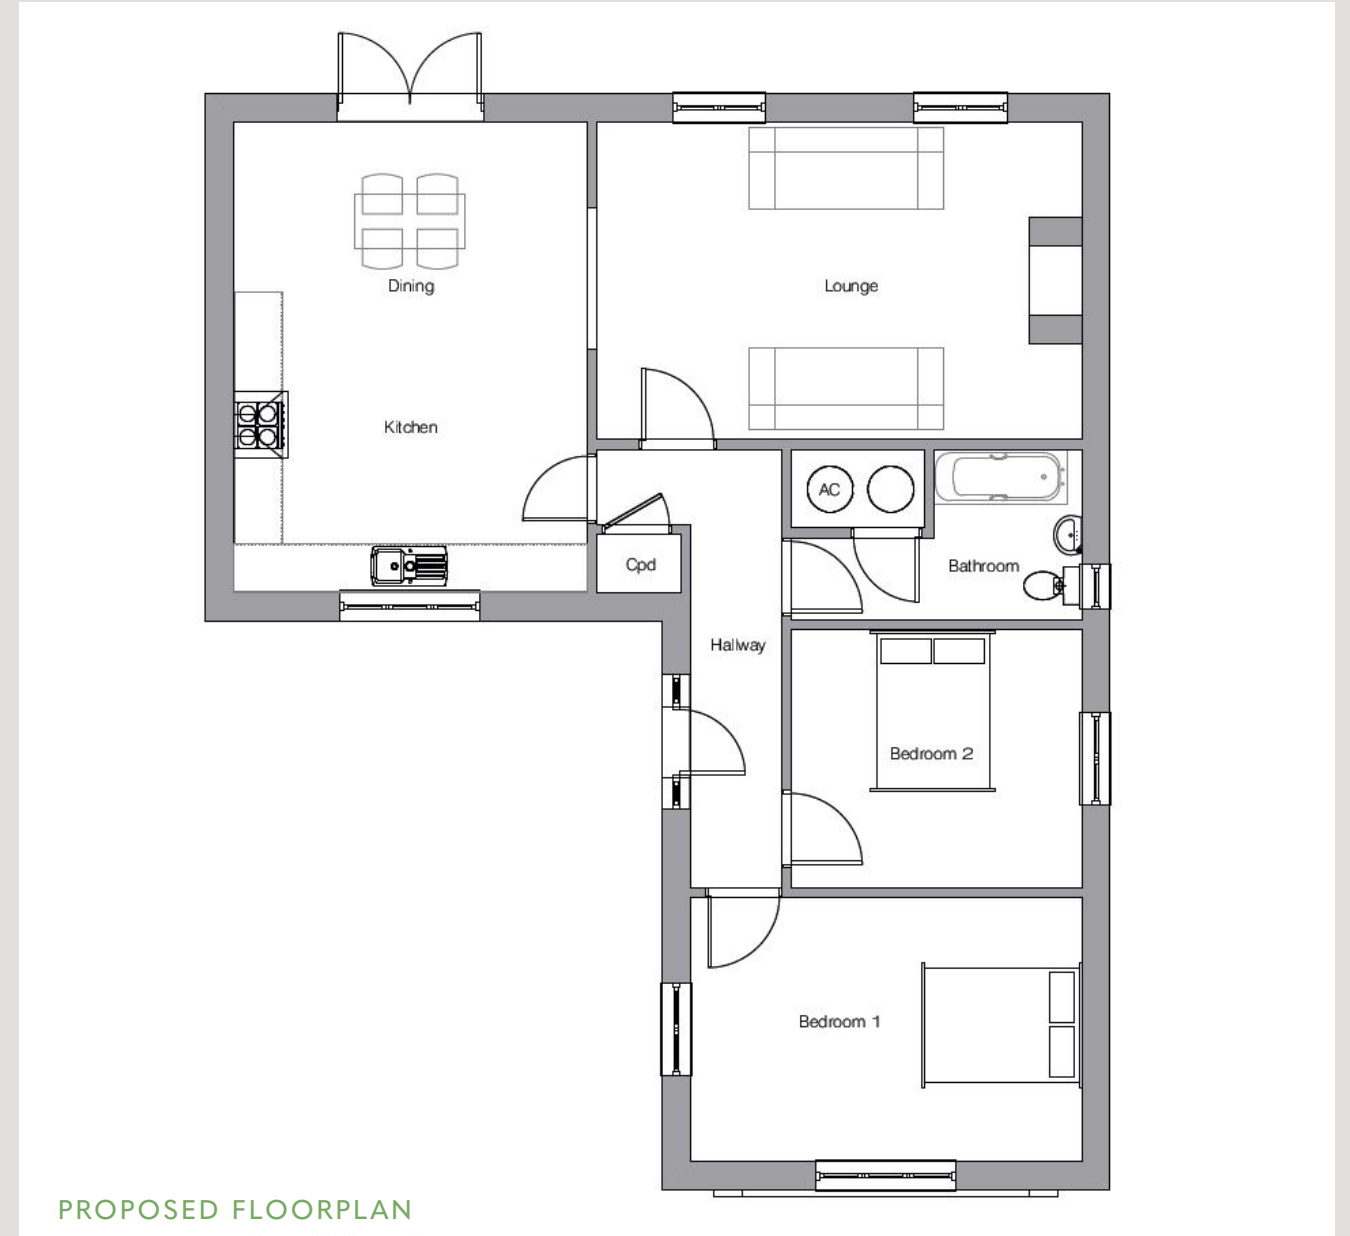 Dining
Lounge
Kitchen
AC
Cpd
Bathroom
Hallway
Bedroom 2
Bedroom 1
PROPOSED FLOORPLAN